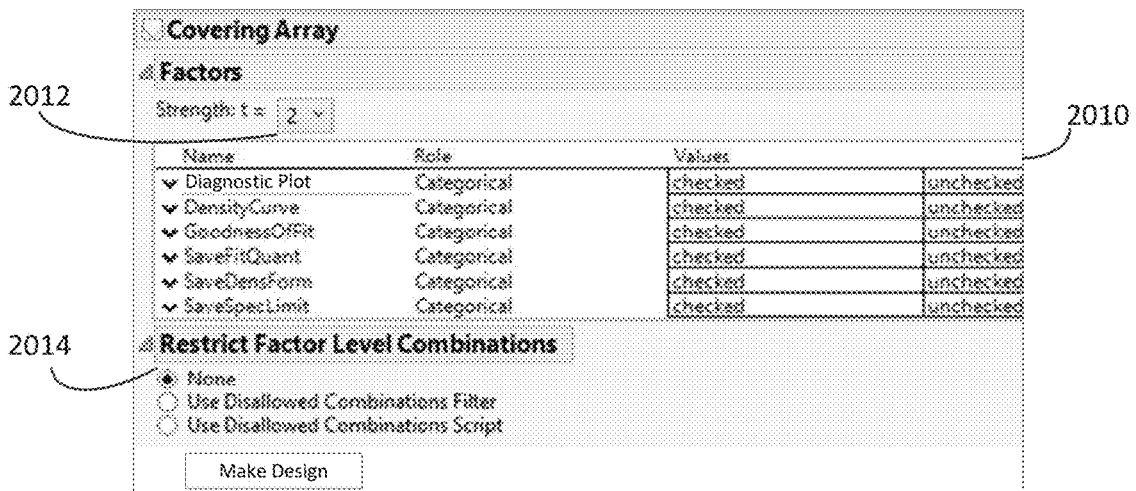 Covering Array
Factors
2012
Strength: t = 2
2010
Name Role Values
Diagnostic Plot Categorical checked unchecked
DensityCurve Categorical checked unchecked
GoodnessOfFit Categorical checked unchecked
SaveFitQuant Categorical checked unchecked
SaveDensForm Categorical checked unchecked
SaveSpecLimit Categorical checked unchecked
2014
Restrict Factor Level Combinations
None
Use Disallowed Combinations Filter
Use Disallowed Combinations Script
Make Design